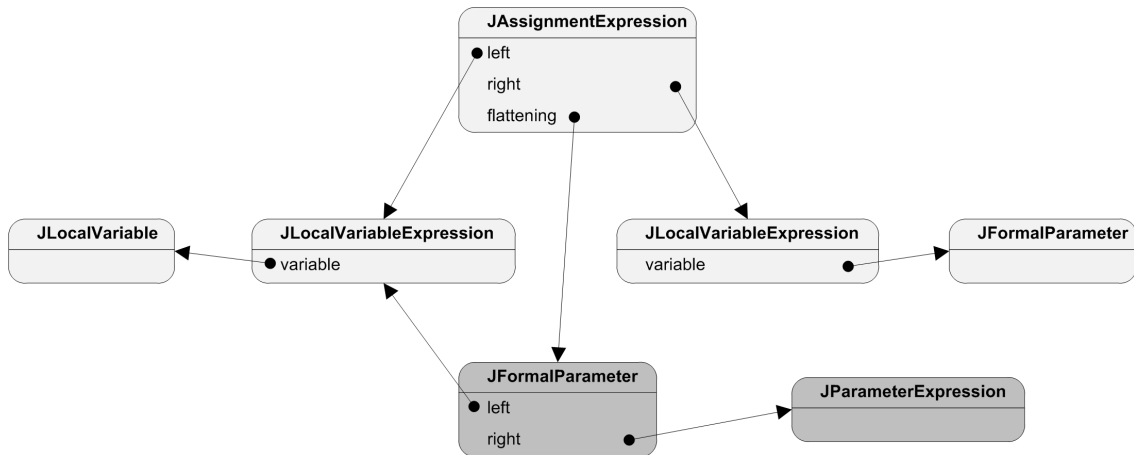 JAssignmentExpression
left
right
flattening
JLocalVariable
JLocalVariableExpression
variable
JLocalVariableExpression
variable
JFormalParameter
JFormalParameter
left
right
JParameterExpression